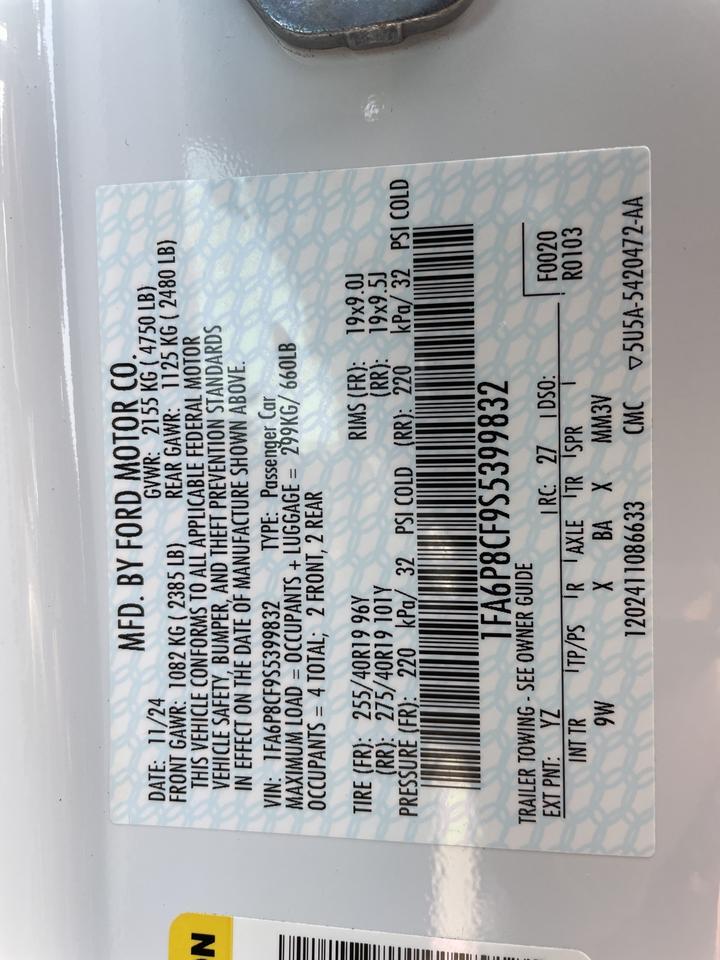 MFD. BY FORD MOTOR CO.
DATE: 11/24 GVWR: 2155 KG ( 4750 LB)
FRONT GAWR: 1082 KG ( 2385 LB) REAR GAWR: 1125 KG ( 2480 LB)
THIS VEHICLE CONFORMS TO ALL APPLICABLE FEDERAL MOTOR
VEHICLE SAFETY, BUMPER, AND THEFT PREVENTION STANDARDS
IN EFFECT ON THE DATE OF MANUFACTURE SHOWN ABOVE.
VIN: 1FA6P8CF9S5399832 TYPE: Passenger Car
MAXIMUM LOAD = OCCUPANTS + LUGGAGE = 299KG/ 660LB
OCCUPANTS = 4 TOTAL; 2 FRONT, 2 REAR
TIRE (FR): 255/40R19 96Y RIMS (FR): 19x9.0J
(RR): 275/40R19 101Y (RR): 19x9.5J
PRESSURE (FR): 220 kPa/ 32 PSI COLD (RR): 220 kPa/ 32 PSI COLD
1FA6P8CF9S5399832
TRAILER TOWING - SEE OWNER GUIDE F0020
EXT PNT: YZ RC: 27 DSO: R0103
INT TR TP/PS R AXLE TR SPR
9W X BA X MM3V
1202411086633 CMC ▽5U5A-5420472-AA
ON